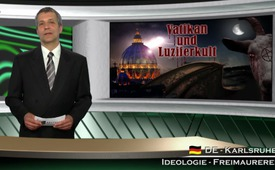 Vatikan
und
Luziferkult
DE - Karlsruhe
Ideologie - Freimaurere